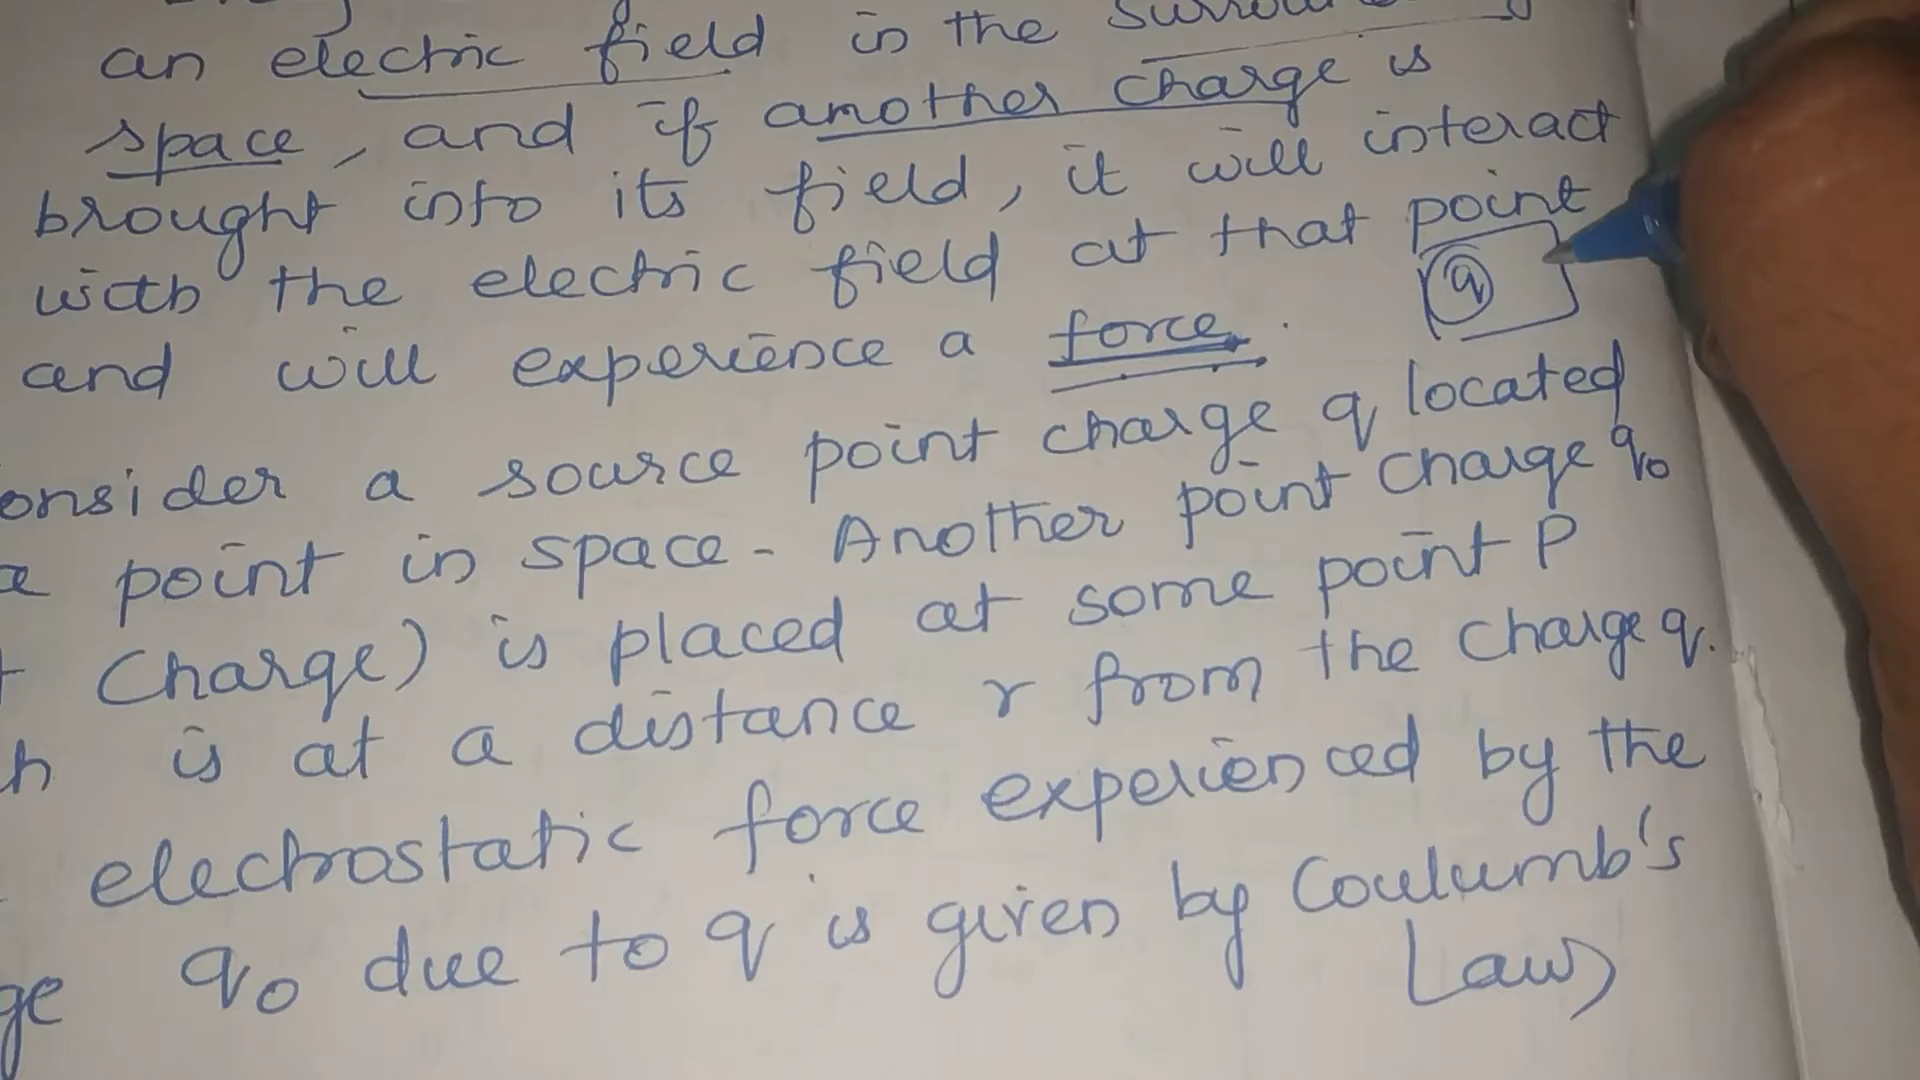 an electric field in the
space, and if another charge is
brought into its field, it will interact
with the electric field at that point
and will experience a force.
q
onsider a source point charge q located
a point in space. Another point charge q₀
Charge) is placed at some point P
h is at a distance r from the charge q.
electrostatic force experienced by the
ge q₀ due to q is given by Coulumb's
Law